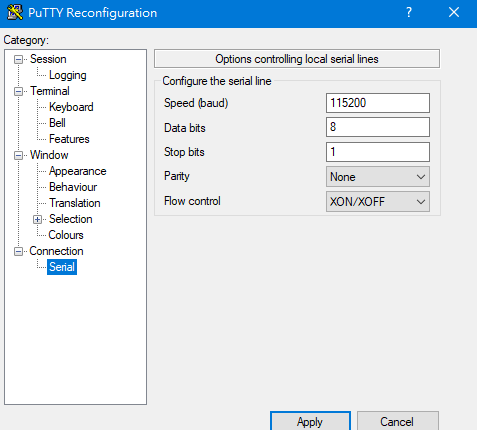 PuTTY Reconfiguration
?
Category:
Session
Logging
Terminal
Keyboard
Bell
Features
Window
Appearance
Behaviour
Translation
Selection
Colours
Connection
Serial
Options controlling local serial lines
Configure the serial line
Speed (baud) 115200
Data bits 8
Stop bits 1
Parity None
Flow control XON/XOFF
Apply Cancel